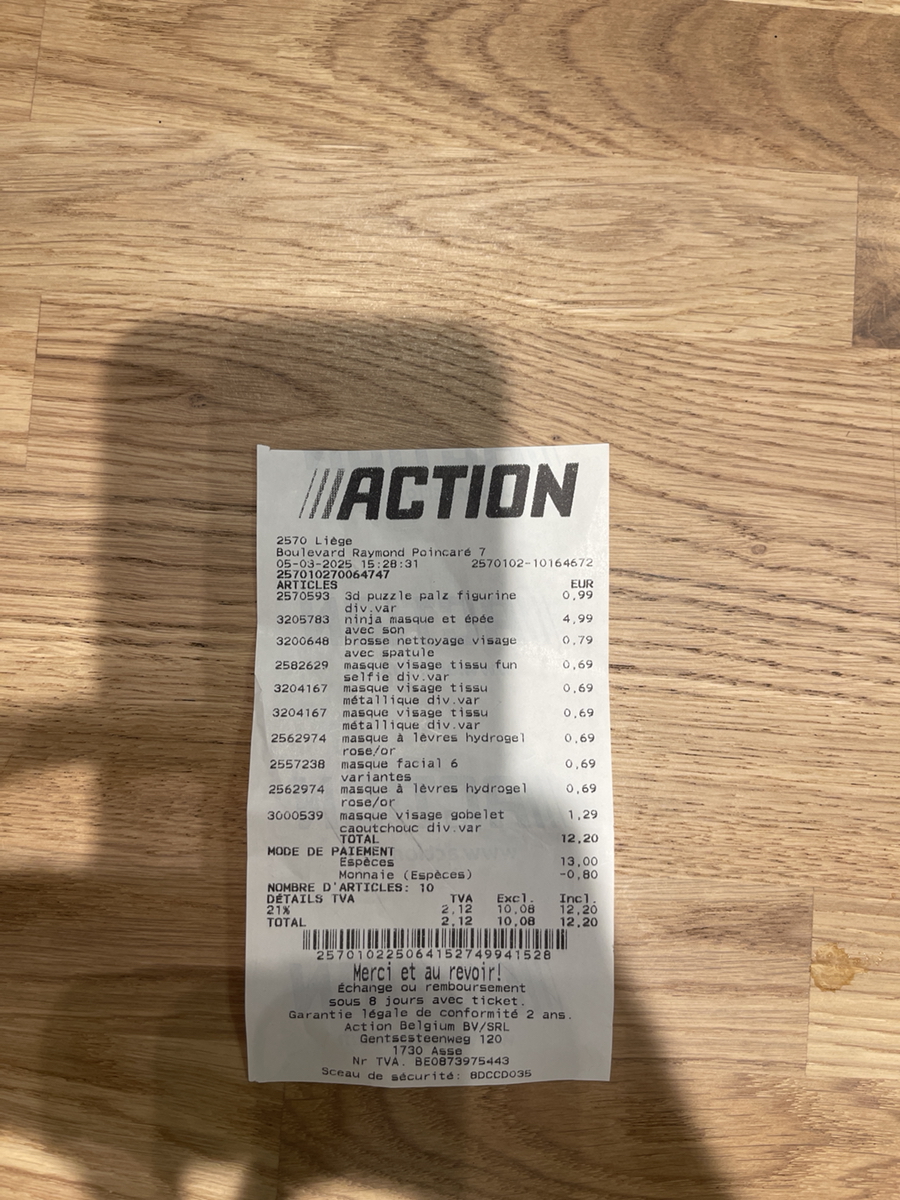 ///ACTION
2570 Liège
Boulevard Raymond Poincaré 7
05-03-2025 15:28:31 2570102-10164672
257010270064747
ARTICLES EUR
2570593 3d puzzle palz figurine 0,99
div.var
3205783 ninja masque et épée 4,99
avec son
3200648 brosse nettoyage visage 0,79
avec spatule
2582629 masque visage tissu fun 0,69
selfie div.var
3204167 masque visage tissu 0,69
métallique div.var
3204167 masque visage tissu 0,69
métallique div.var
2562974 masque à lèvres hydrogel 0,69
rose/or
2557238 masque facial 6 0,69
variantes
2562974 masque à lèvres hydrogel 0,69
rose/or
3000539 masque visage gobelet 1,29
caoutchouc div.var
TOTAL 12,20
MODE DE PAIEMENT
Espèces 13,00
Monnaie (Espèces) -0,80
NOMBRE D'ARTICLES: 10
DÉTAILS TVA TVA Excl. Incl.
21% 2,12 10,08 12,20
TOTAL 2,12 10,08 12,20
257010225064152749941528
Merci et au revoir!
Échange ou remboursement
sous 8 jours avec ticket.
Garantie légale de conformité 2 ans.
Action Belgium BV/SRL
Gentsesteenweg 120
1730 Asse
Nr TVA. BE0873975443
Sceau de sécurité: 8DCCD035